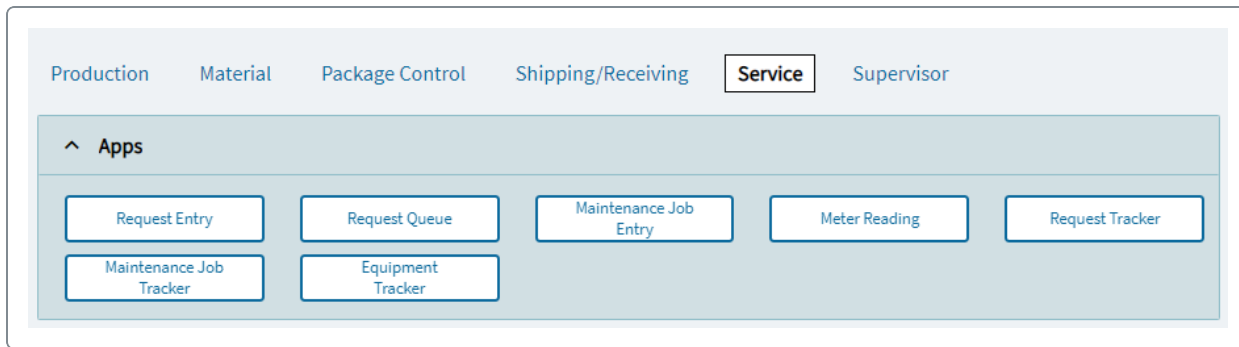 Production Material Package Control Shipping/Receiving Service Supervisor
Apps
Request Entry Request Queue Maintenance Job Entry Meter Reading Request Tracker
Maintenance Job Tracker Equipment Tracker